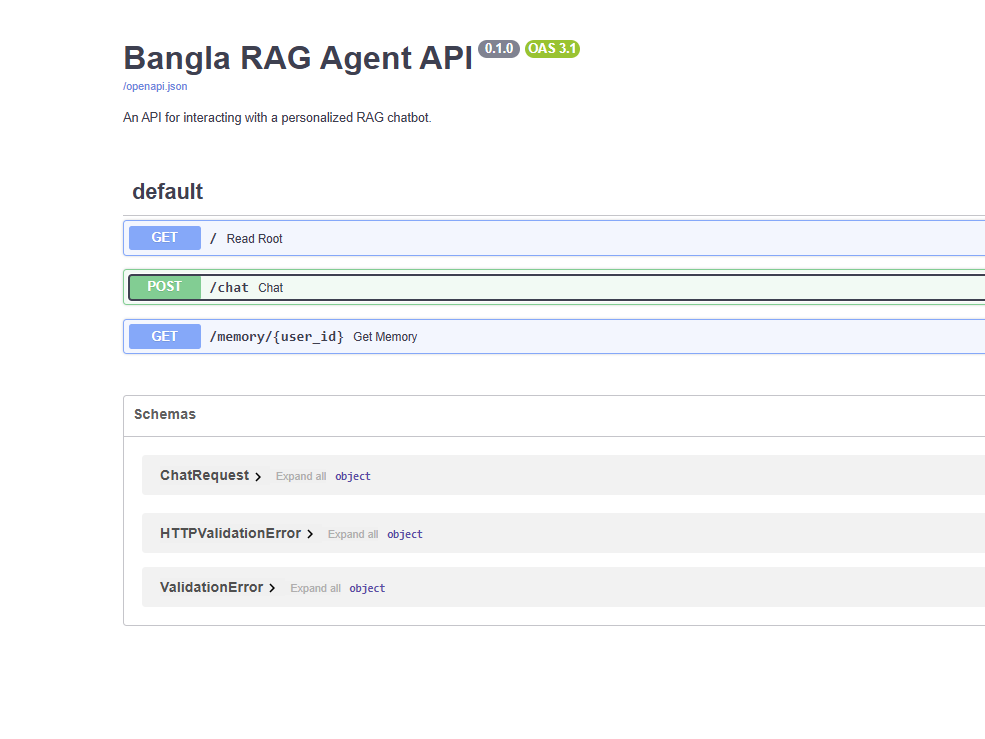 Bangla RAG Agent API 0.1.0 OAS 3.1
/openapi.json
An API for interacting with a personalized RAG chatbot.
default
GET / Read Root
POST /chat Chat
GET /memory/{user_id} Get Memory
Schemas
ChatRequest Expand all object
HTTPValidationError Expand all object
ValidationError Expand all object